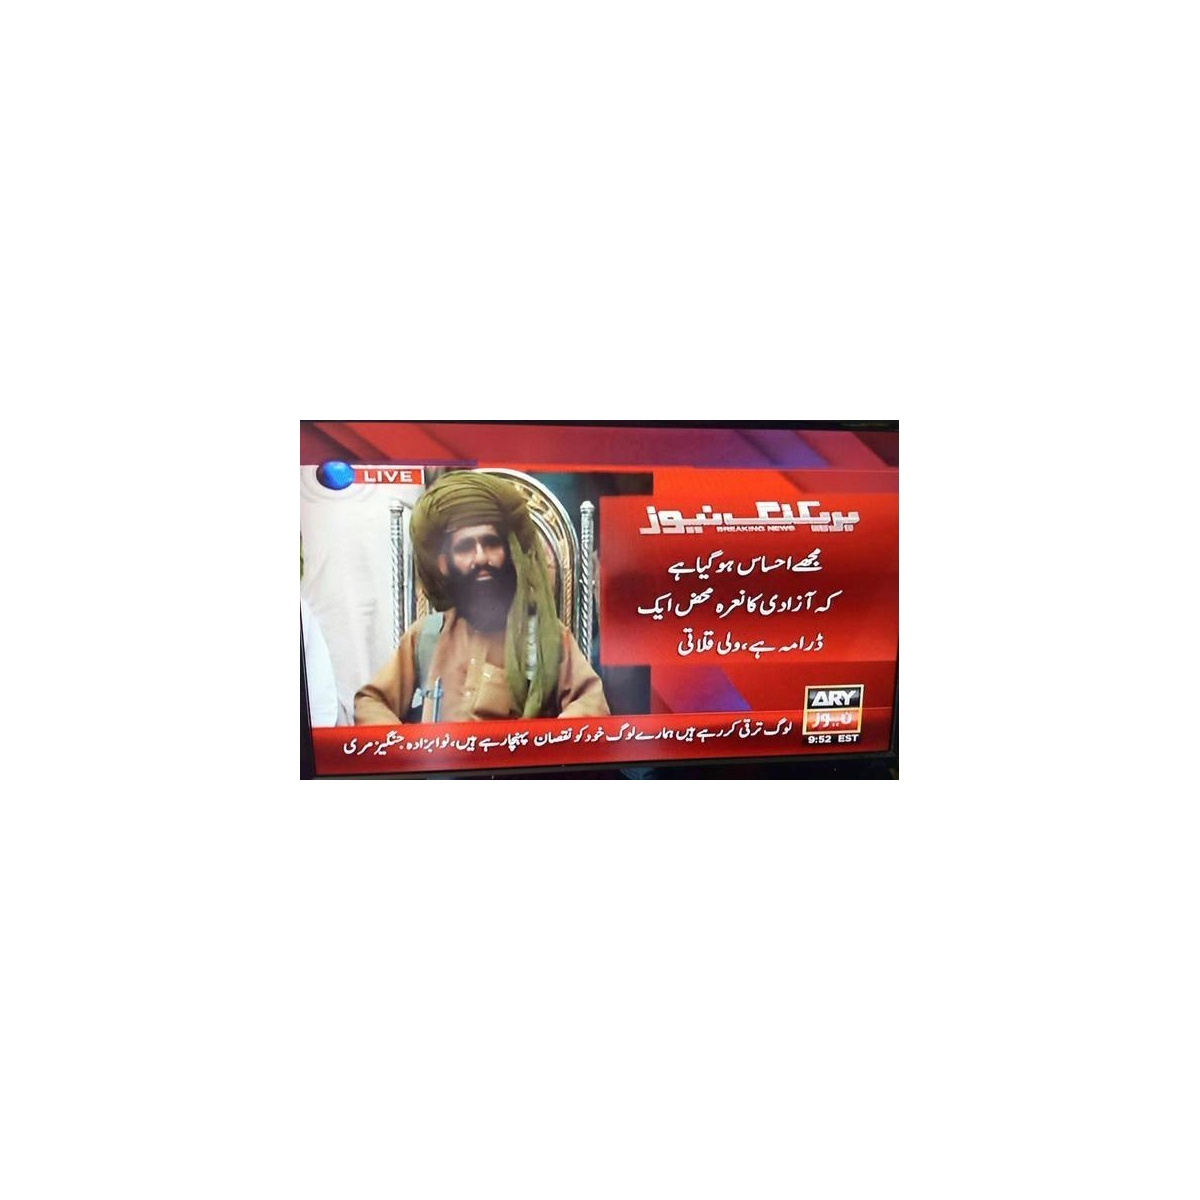 LIVE
بریکنگ نیوز
BREAKING NEWS
مجھے احساس ہو گیا ہے
کہ آزادی کا نعرہ محض ایک
ڈرامہ ہے، ولی قلاتی
ARY
نیوز
9:52 EST
لوگ ترقی کر رہے ہیں ہمارے لوگ خود کو نقصان پہنچا رہے ہیں، نوابزادہ جنگیز مری